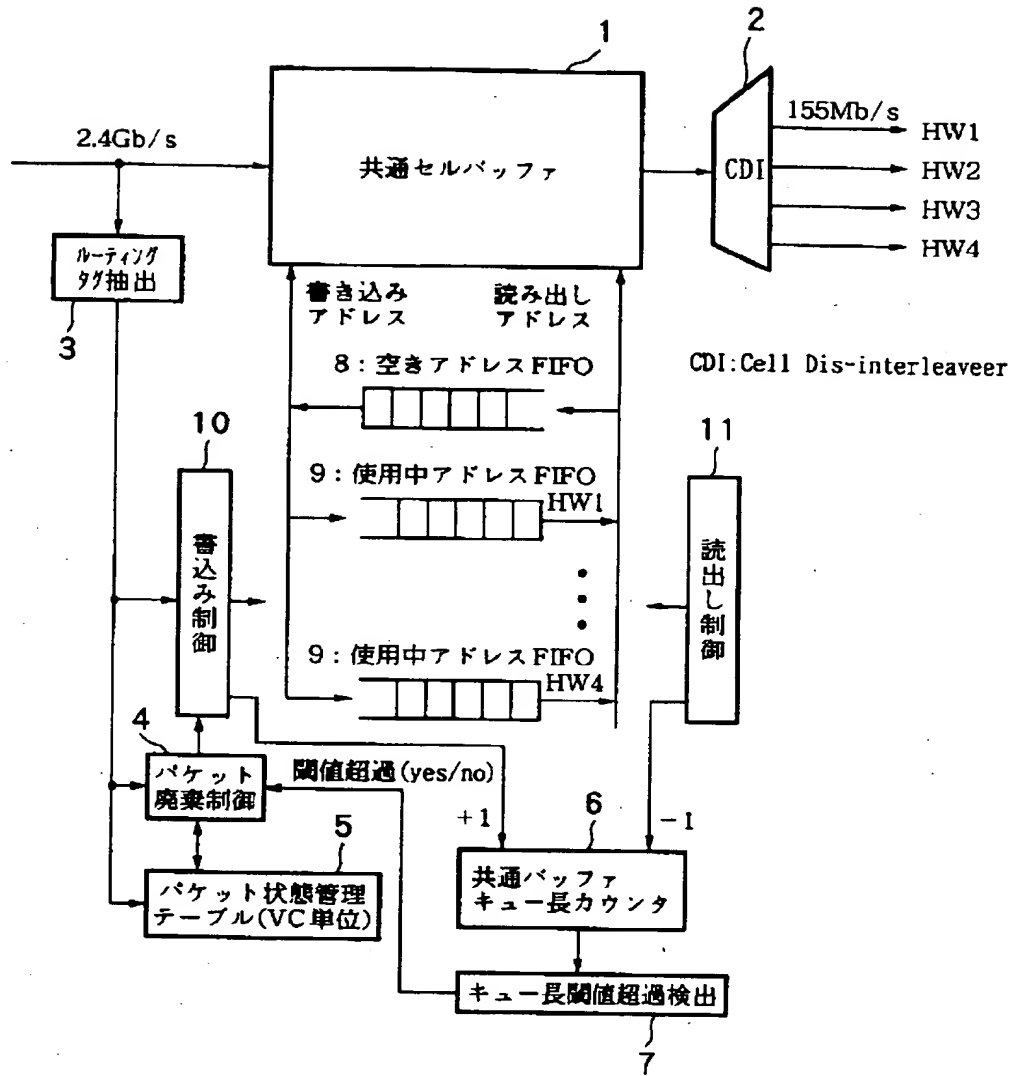 1
2
2.4Gb/s
共通セルバッファ
CDI
155Mb/s
HW1
HW2
HW3
HW4
ルーティング
タグ抽出
3
書き込み
アドレス
読み出し
アドレス
8：空きアドレスFIFO
CDI:Cell Dis-interleaveer
10
11
9：使用中アドレスFIFO
HW1
書込み制御
読出し制御
9：使用中アドレスFIFO
HW4
4
パケット
廃棄制御
閾値超過(yes/no)
+1
6
-1
5
パケット状態管理
テーブル(VC単位)
共通バッファ
キュー長カウンタ
キュー長閾値超過検出
7